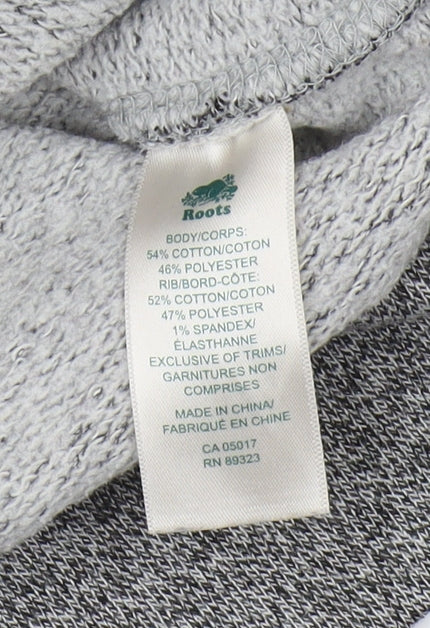 Roots
BODY/CORPS:
54% COTTON/COTON
46% POLYESTER
RIB/BORD-CÔTE:
52% COTTON/COTON
47% POLYESTER
1% SPANDEX/
ÉLASTHANNE
EXCLUSIVE OF TRIMS/
GARNITURES NON
COMPRISES
MADE IN CHINA/
FABRIQUÉ EN CHINE
CA 05017
RN 89323